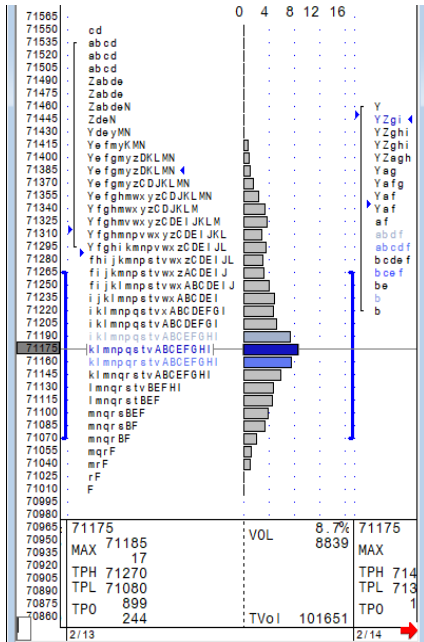 0 4 8 12 16
71565
71550 cd
71535 abcd
71520 abcd
71505 abcd
71490 Zabde
71475 Zabde
71460 ZabdeN Y
71445 ZdeN YZgi
71430 YdeyMN YZghi
71415 YefmyKMN YZghi
71400 YefgmyzDKLMN YZagh
71385 YefgmyzDKLMN Yag
71370 YefgmyzCDJKLMN Yafg
71355 YefghmwxyzCDJKLMN Yaf
71340 YfghmwxyzCDJKLM Yaf
71325 YfghmwxyzCDEIJKLM af
71310 YfghmnpvwxyzCDEIJKL abdf
71295 YfghikmnpvwxzCDEIJL abcdf
71280 fhijkmnpstvwxzCDEIJL bcdef
71265 fijkmnpstvwxzACDEIJ bcef
71250 fijklmnpstvwxABCDEIJ be
71235 ijklmnpstvwxABCDEI b
71220 iklmnpstvxABCDEFGI b
71205 iklmnpstvABCDEFGI
71190 iklmnpstvABCEFGHI
71175 klmnpqstvABCEFGHI
71160 klmnpqrstvABCEFGHI
71145 klmnqrstvABCEFGHI
71130 lmnqrstvBEFHI
71115 lmnqrstBEF
71100 mnqrsBEF
71085 mnqrsBF
71070 mnqrBF
71055 mqrF
71040 mrF
71025 rF
71010 F
70995
70980
70965 71175 VOL 8.7% 71175
70950 MAX 71185 8839 MAX
70935 17
70920 TPH 71270 TPH 714
70905 TPL 71080 TPL 713
70890
70875 TPO 899 TPO 1
70860 244 TVol 101651
2/13 2/14